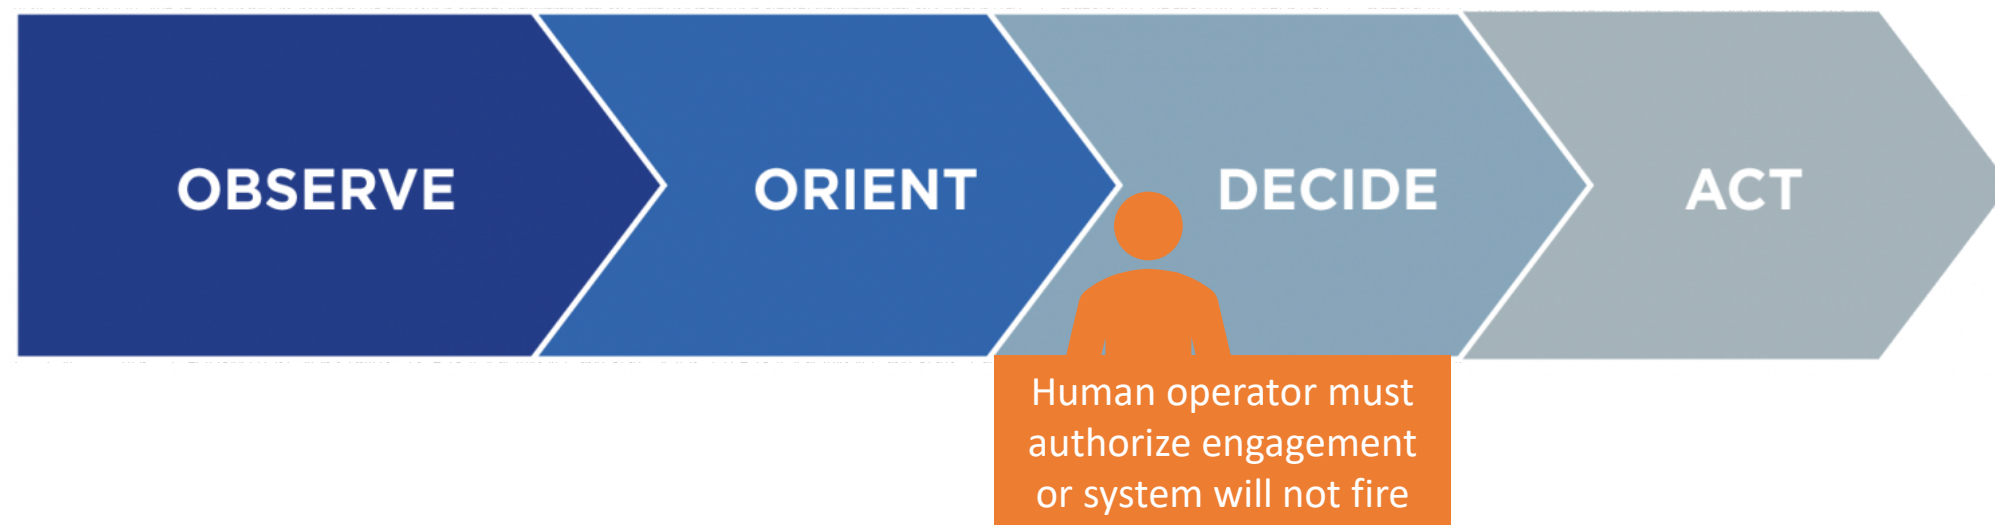 OBSERVE
ORIENT
DECIDE
ACT
Human operator must
authorize engagement
or system will not fire